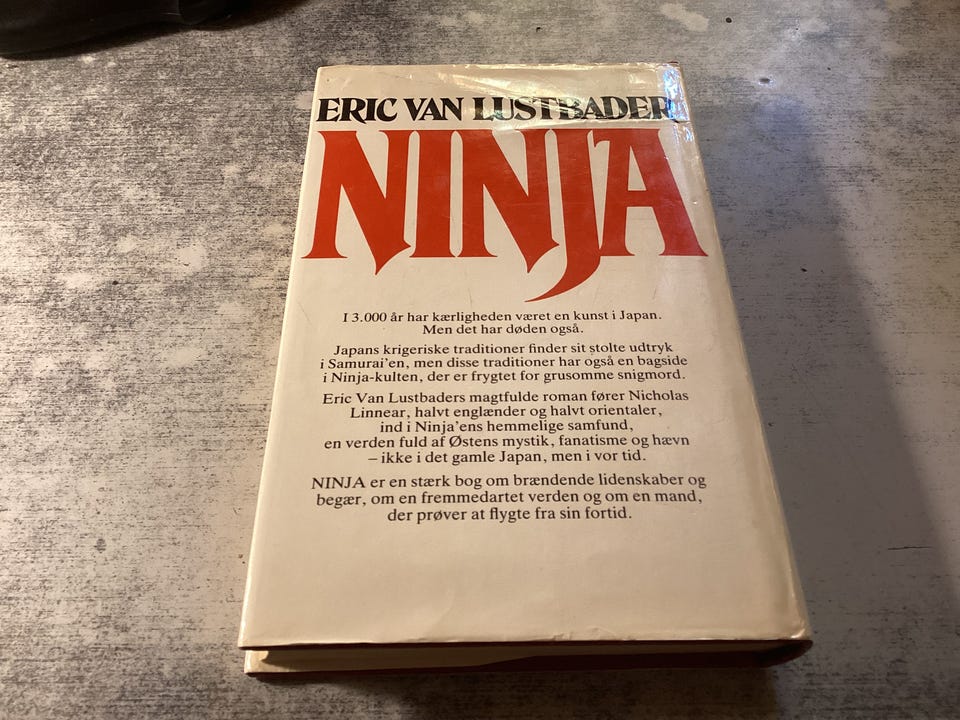 ERIC VAN LUSTBADER
NINJA
I 3.000 år har kærligheden været en kunst i Japan.
Men det har døden også.
Japans krigeriske traditioner finder sit stolte udtryk
i Samurai'en, men disse traditioner har også en bagside
i Ninja-kulten, der er frygtet for grusomme snigmord.
Eric Van Lustbaders magtfulde roman fører Nicholas
Linnear, halvt englænder og halvt orientaler,
ind i Ninja'ens hemmelige samfund,
en verden fuld af Østens mystik, fanatisme og hævn
– ikke i det gamle Japan, men i vor tid.
NINJA er en stærk bog om brændende lidenskaber og
begær, om en fremmedartet verden og om en mand,
der prøver at flygte fra sin fortid.